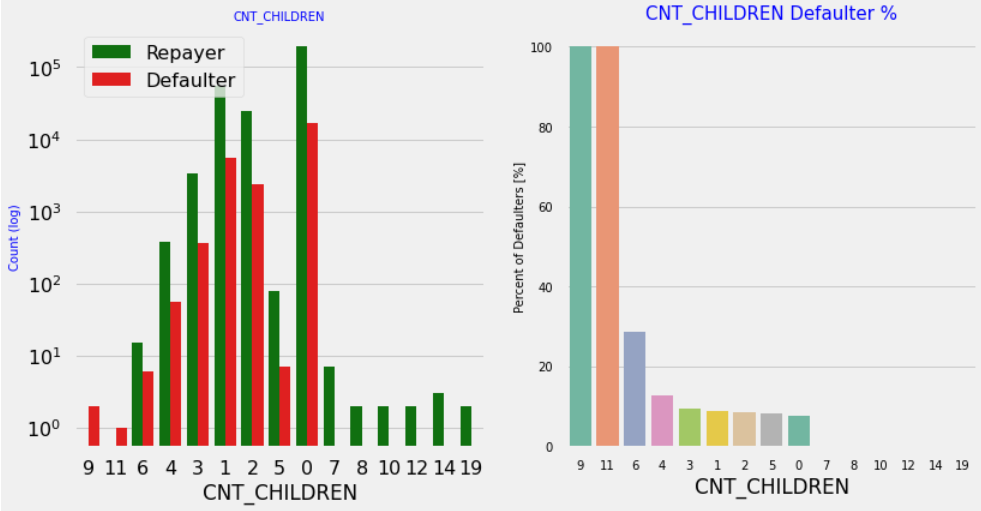 CNT_CHILDREN
Repayer
Defaulter
Count (log)
10^5
10^4
10^3
10^2
10^1
10^0
9 11 6 4 3 1 2 5 0 7 8 10 12 14 19
CNT_CHILDREN
CNT_CHILDREN Defaulter %
Percent of Defaulters [%]
100
80
60
40
20
0
9 11 6 4 3 1 2 5 0 7 8 10 12 14 19
CNT_CHILDREN